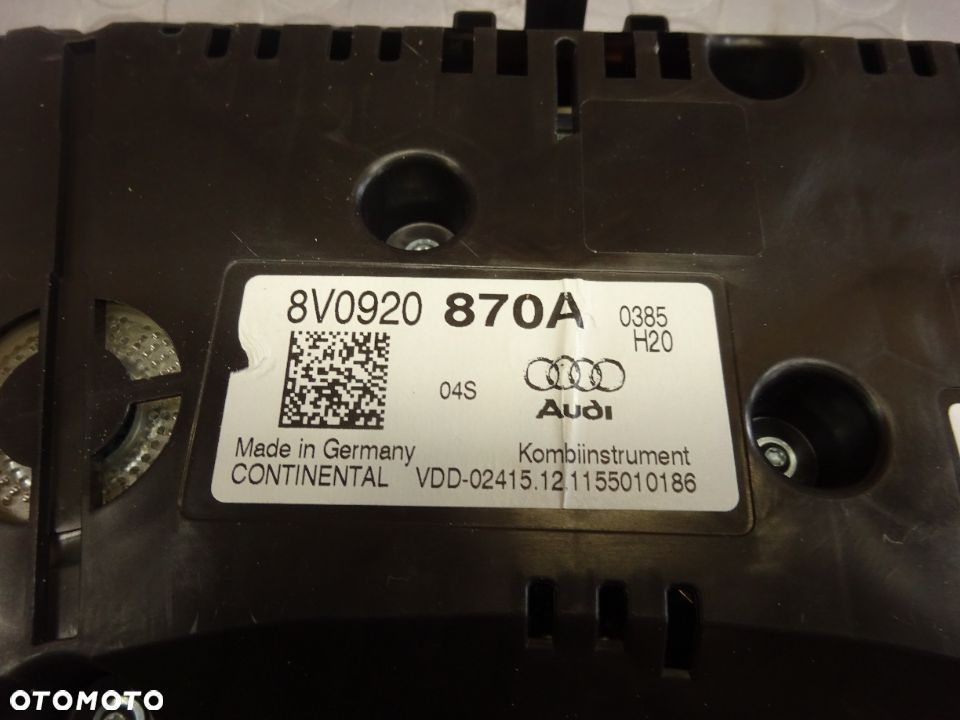 8V0920 870A 0385
H20
04S
Audi
Made in Germany Kombiinstrument
CONTINENTAL VDD-02415.12.1155010186
OTOMOTO